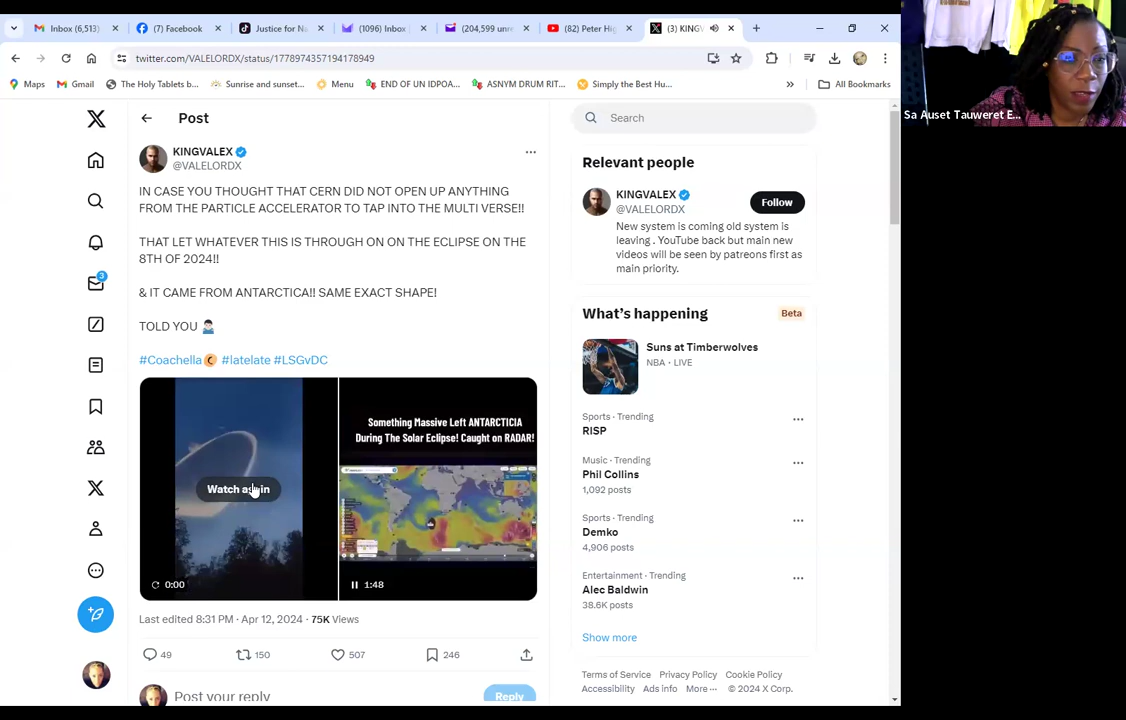 Gmail (6,513)
(7) Facebook
Justice for Na
(1096) Inbox
(204,599 unre
(82) Peter Hig
(3) KINGV
twitter.com/VALELORDX/status/1778974357194178949
Maps
Gmail
The Holy Tablets b...
Sunrise and sunset...
Menu
END OF UN IDPOA...
ASNYM DRUM RIT...
Simply the Best Hu...
All Bookmarks
Sa Auset Tauweret E...
Post
KINGVALEX
@VALELORDX
IN CASE YOU THOUGHT THAT CERN DID NOT OPEN UP ANYTHING
FROM THE PARTICLE ACCELERATOR TO TAP INTO THE MULTI VERSE!!
THAT LET WHATEVER THIS IS THROUGH ON ON THE ECLIPSE ON THE
8TH OF 2024!!
& IT CAME FROM ANTARCTICA!! SAME EXACT SHAPE!
TOLD YOU
#Coachella #latelate #LSGvDC
Watch again
0:00
Something Massive Left ANTARCTICIA
During The Solar Eclipse! Caught on RADAR!
1:48
Last edited 8:31 PM · Apr 12, 2024 · 75K Views
49
150
507
246
Post your reply
Reply
3
Search
Relevant people
KINGVALEX
@VALELORDX
Follow
New system is coming old system is
leaving . YouTube back but main new
videos will be seen by patreons first as
main priority.
What's happening
Beta
Suns at Timberwolves
NBA · LIVE
Sports · Trending
RISP
Music · Trending
Phil Collins
1,092 posts
Sports · Trending
Demko
4,906 posts
Entertainment · Trending
Alec Baldwin
38.6K posts
Show more
Terms of Service Privacy Policy Cookie Policy
Accessibility Ads info More ··· © 2024 X Corp.